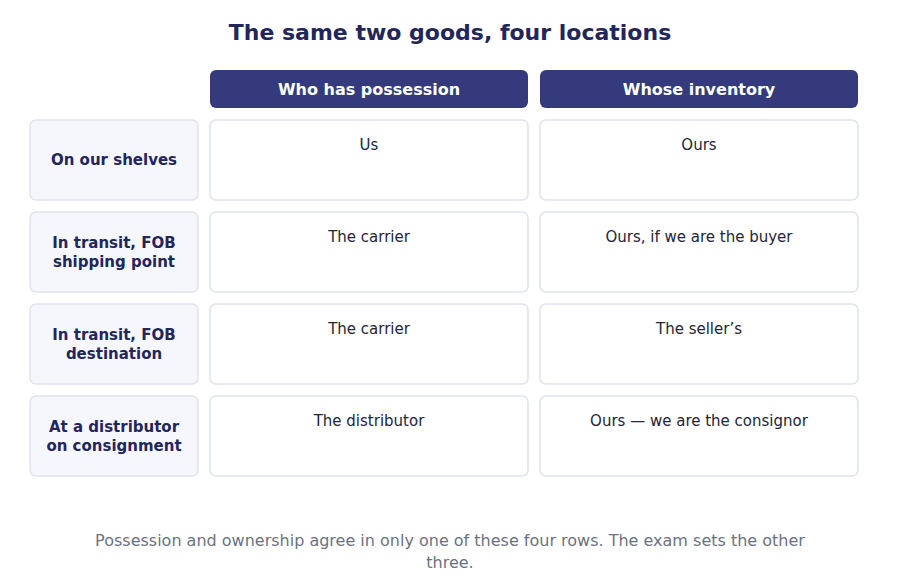 The same two goods, four locations
Who has possession
Whose inventory
On our shelves
Us
Ours
In transit, FOB
shipping point
The carrier
Ours, if we are the buyer
In transit, FOB
destination
The carrier
The seller’s
At a distributor
on consignment
The distributor
Ours — we are the consignor
Possession and ownership agree in only one of these four rows. The exam sets the other
three.